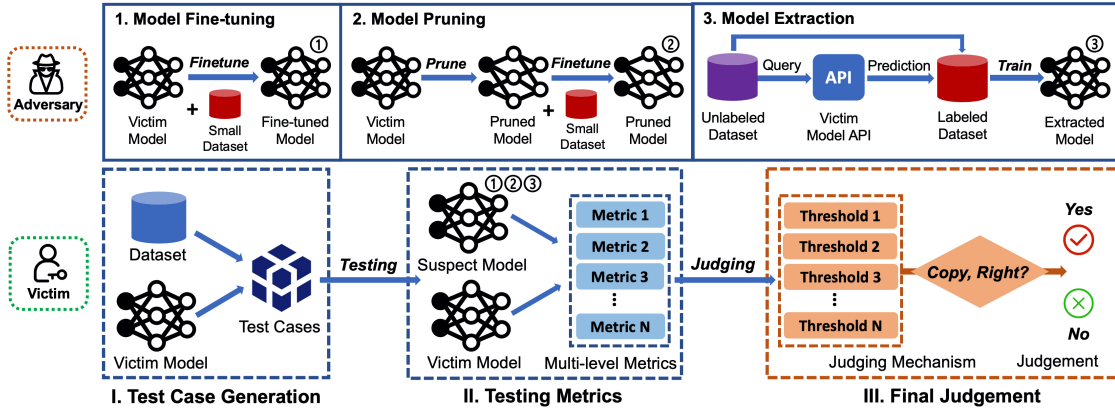 1. Model Fine-tuning
①
Finetune
+
Victim
Model
Small
Dataset
Fine-tuned
Model
2. Model Pruning
②
Prune
Finetune
+
Victim
Model
Pruned
Model
Small
Dataset
Pruned
Model
3. Model Extraction
③
Query
API
Prediction
Train
Unlabeled
Dataset
Victim
Model API
Labeled
Dataset
Extracted
Model
Adversary
Victim
Dataset
Victim Model
Test Cases
I. Test Case Generation
Testing
①②③
Suspect Model
Victim Model
Metric 1
Metric 2
Metric 3
⋮
Metric N
Multi-level Metrics
II. Testing Metrics
Judging
Threshold 1
Threshold 2
Threshold 3
⋮
Threshold N
Judging Mechanism
Copy, Right?
Yes
No
Judgement
III. Final Judgement